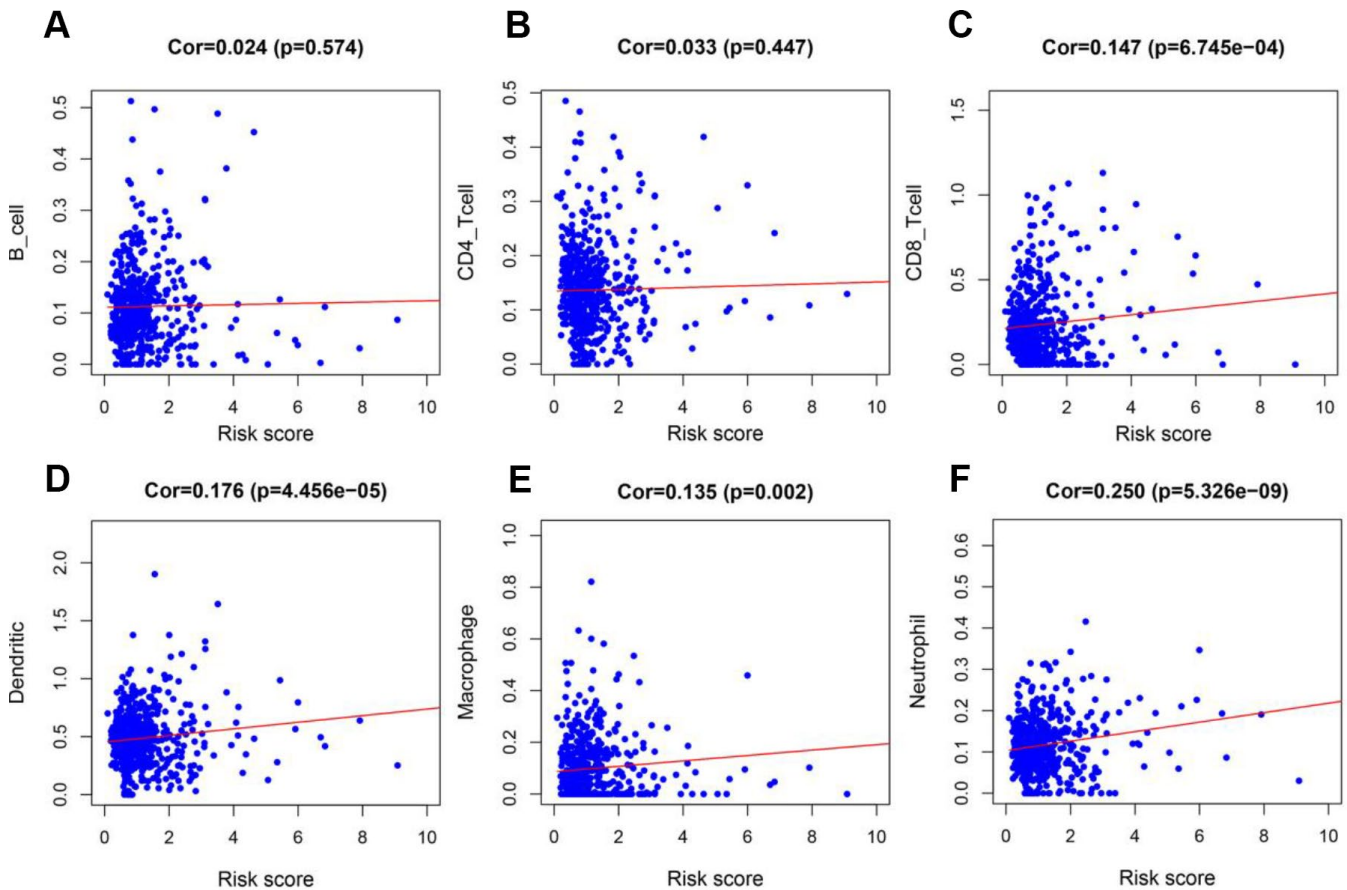 A
Cor=0.024 (p=0.574)
B_cell
0.0 0.1 0.2 0.3 0.4 0.5
0 2 4 6 8 10
Risk score
B
Cor=0.033 (p=0.447)
CD4_Tcell
0.0 0.1 0.2 0.3 0.4 0.5
0 2 4 6 8 10
Risk score
C
Cor=0.147 (p=6.745e−04)
CD8_Tcell
0.0 0.5 1.0 1.5
0 2 4 6 8 10
Risk score
D
Cor=0.176 (p=4.456e−05)
Dendritic
0.0 0.5 1.0 1.5 2.0
0 2 4 6 8 10
Risk score
E
Cor=0.135 (p=0.002)
Macrophage
0.0 0.2 0.4 0.6 0.8 1.0
0 2 4 6 8 10
Risk score
F
Cor=0.250 (p=5.326e−09)
Neutrophil
0.0 0.1 0.2 0.3 0.4 0.5 0.6
0 2 4 6 8 10
Risk score